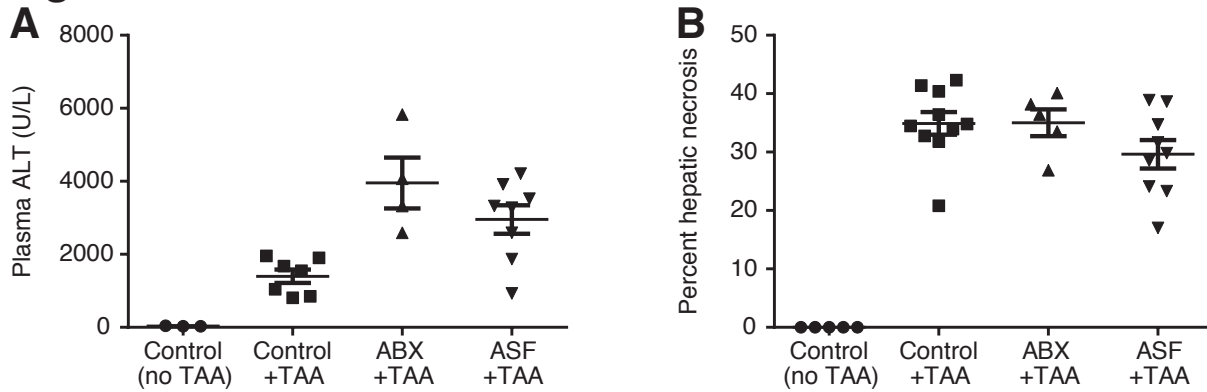 A
8000
6000
4000
2000
0
Plasma ALT (U/L)
Control
(no TAA)
Control
+TAA
ABX
+TAA
ASF
+TAA
B
50
40
30
20
10
0
Percent hepatic necrosis
Control
(no TAA)
Control
+TAA
ABX
+TAA
ASF
+TAA